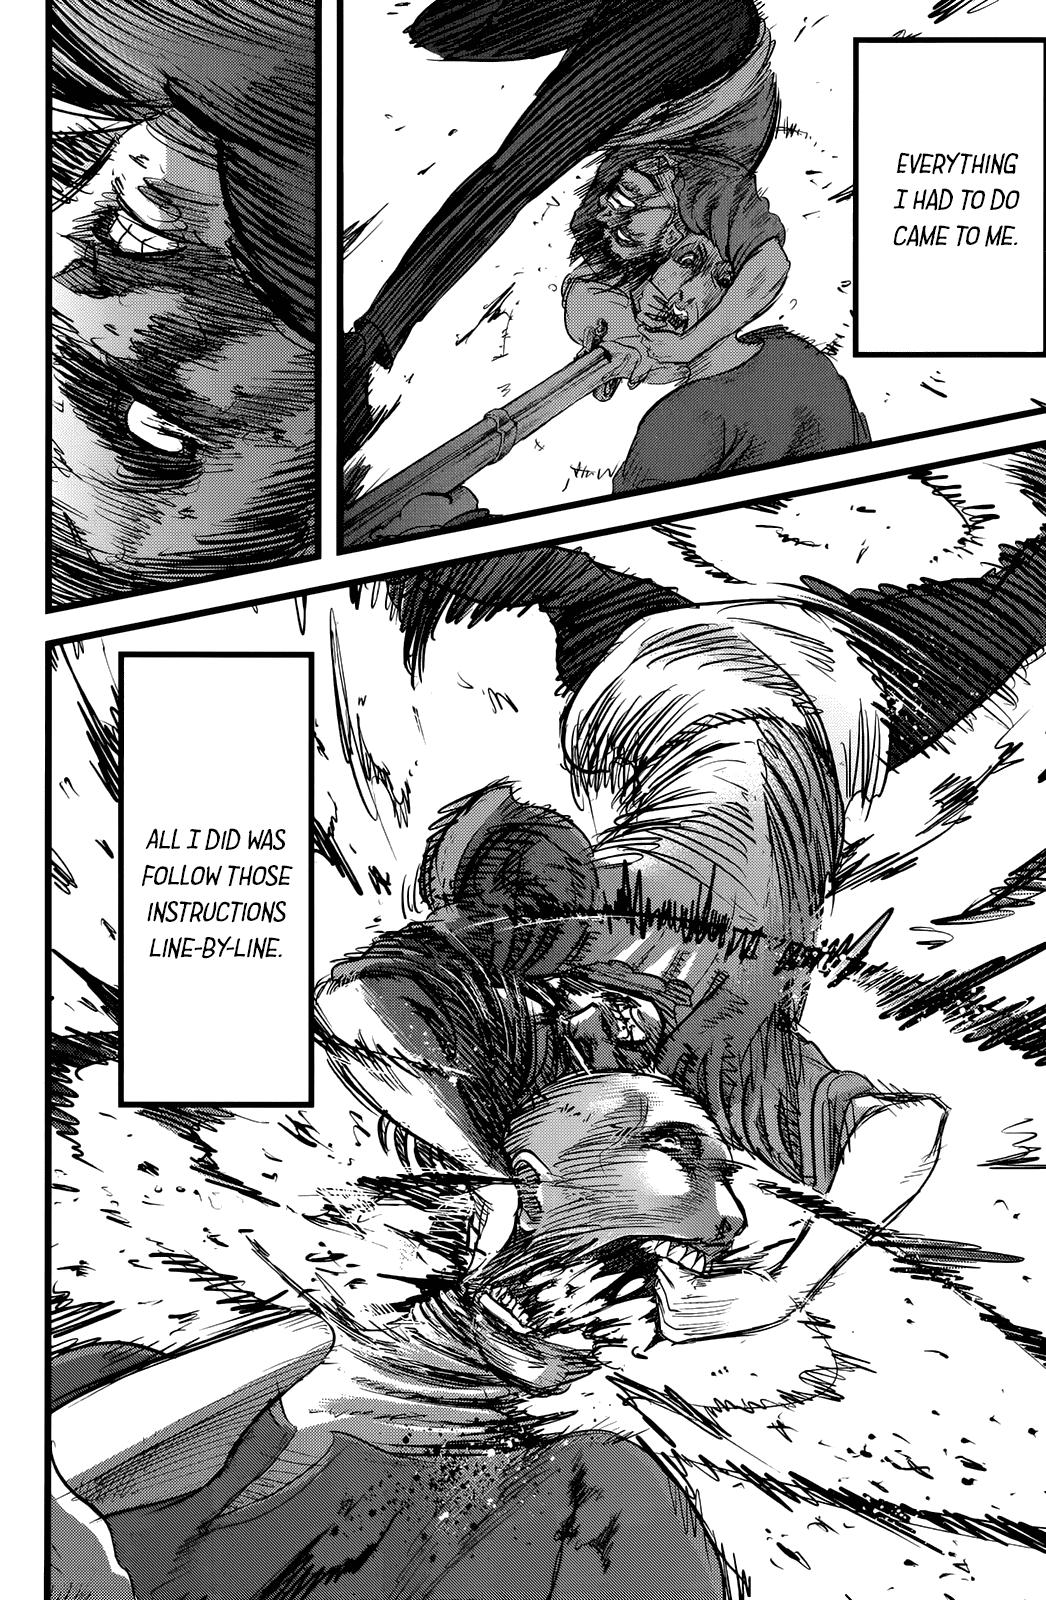 EVERYTHING
I HAD TO DO
CAME TO ME.
ALL I DID WAS
FOLLOW THOSE
INSTRUCTIONS
LINE-BY-LINE.